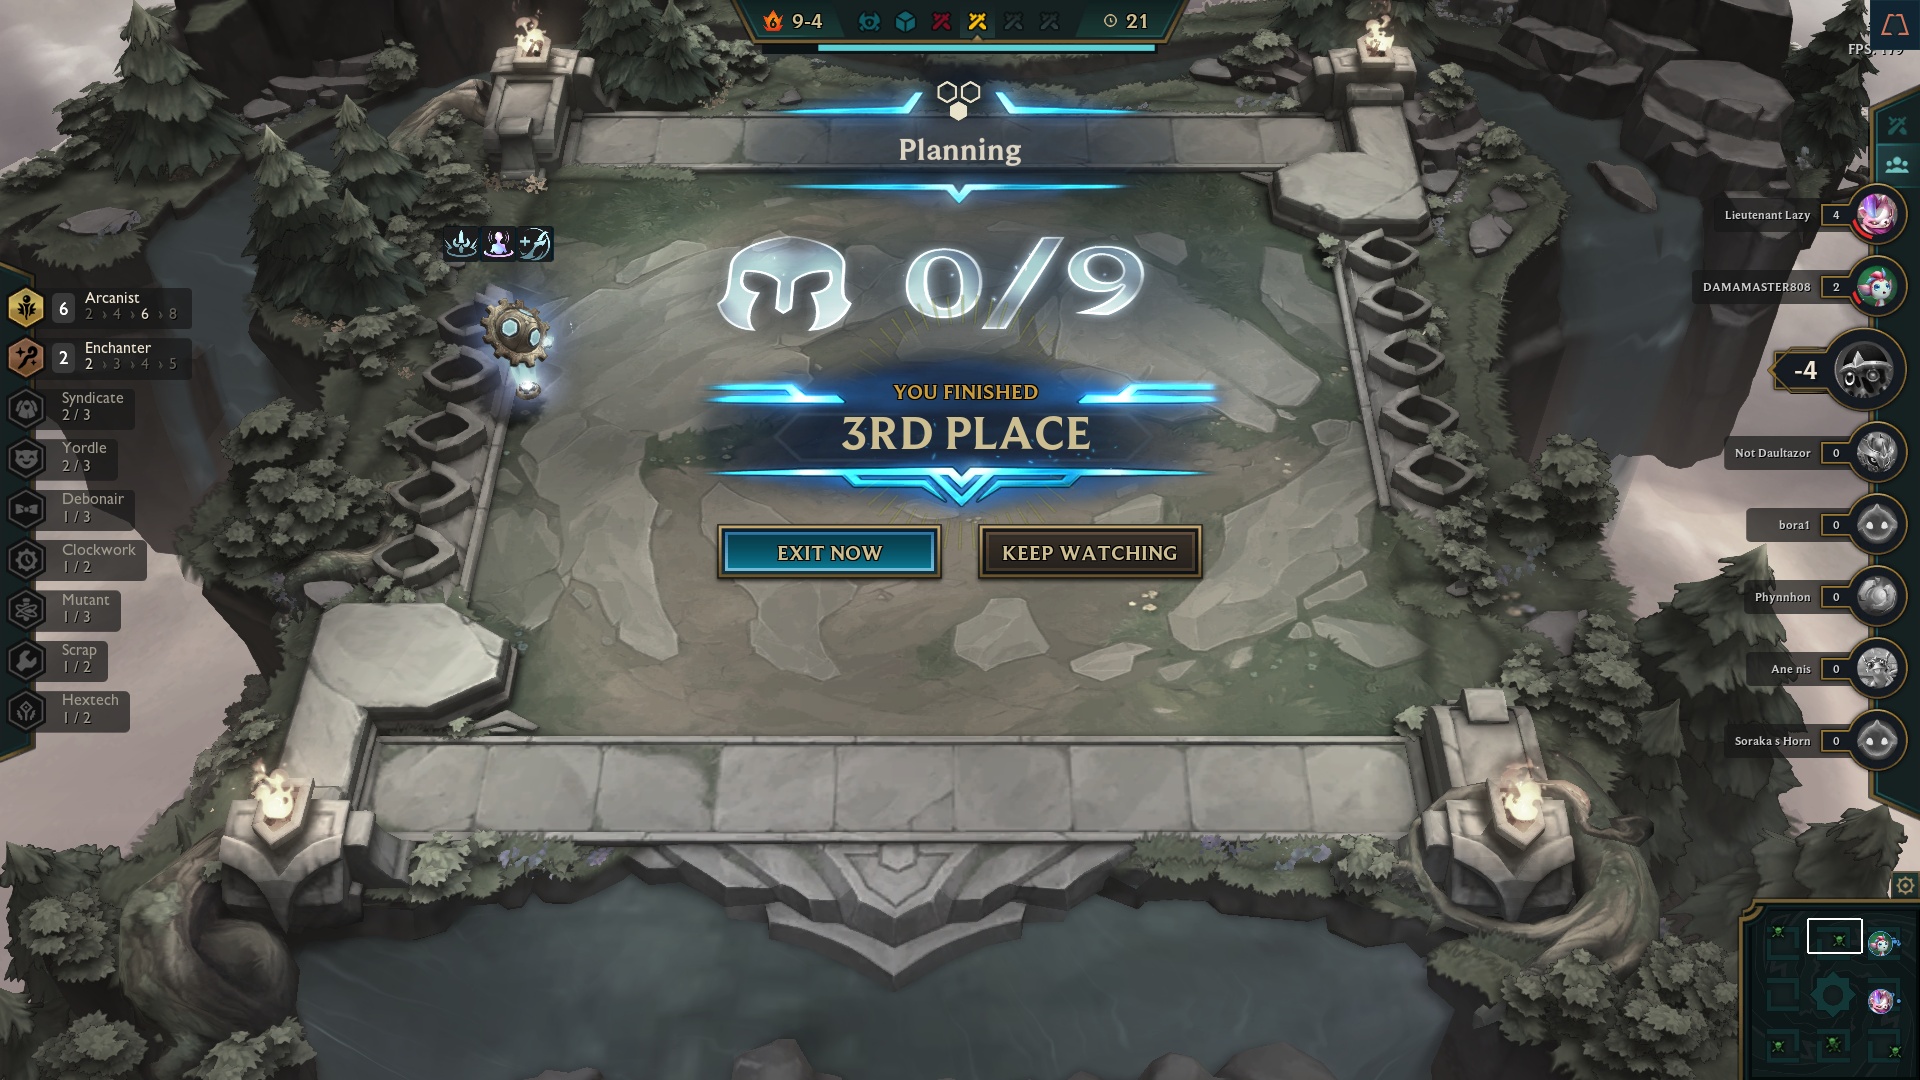 9-4
21
FPS:
Planning
0/9
YOU FINISHED
3RD PLACE
EXIT NOW
KEEP WATCHING
6
Arcanist
2 › 4 › 6 › 8
2
Enchanter
2 › 3 › 4 › 5
Syndicate
2 / 3
Yordle
2 / 3
Debonair
1 / 3
Clockwork
1 / 2
Mutant
1 / 3
Scrap
1 / 2
Hextech
1 / 2
Lieutenant Lazy 4
DAMAMASTER808 2
-4
Not Daultazor 0
bora1 0
Phynnhon 0
Ane nis 0
Soraka s Horn 0